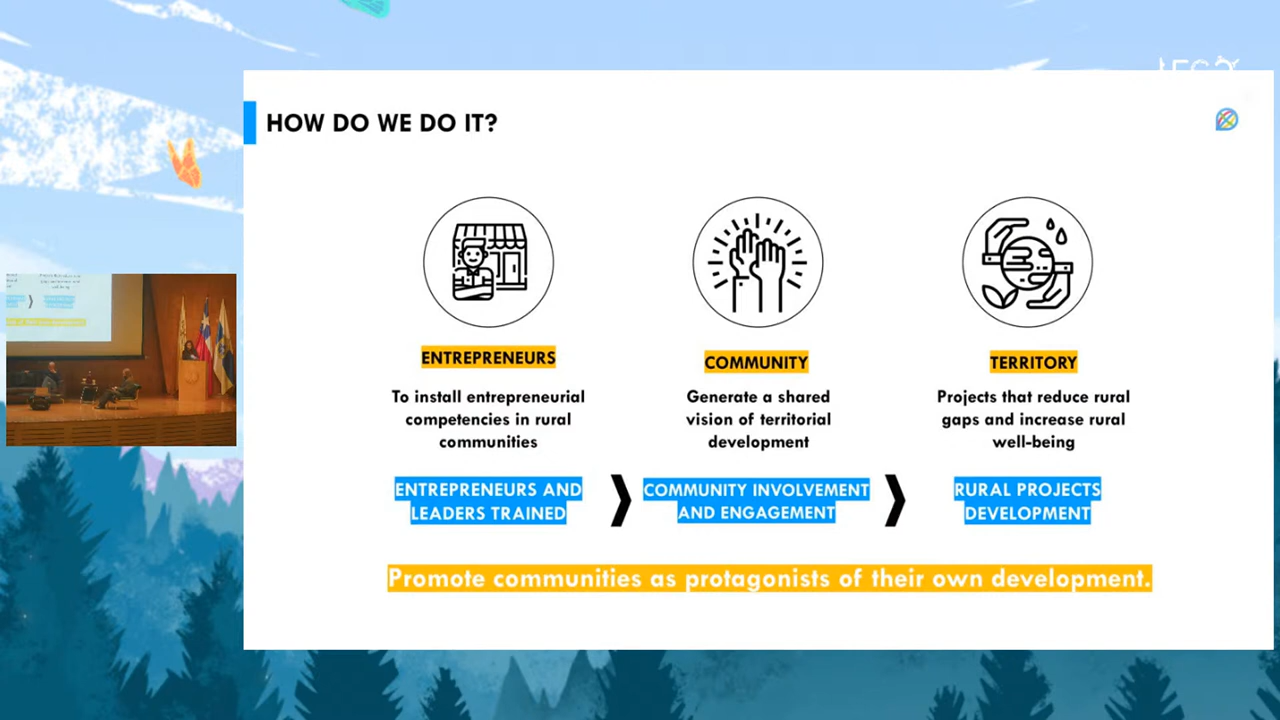 HOW DO WE DO IT?
ENTREPRENEURS
To install entrepreneurial
competencies in rural
communities
ENTREPRENEURS AND
LEADERS TRAINED
COMMUNITY
Generate a shared
vision of territorial
development
COMMUNITY INVOLVEMENT
AND ENGAGEMENT
TERRITORY
Projects that reduce rural
gaps and increase rural
well-being
RURAL PROJECTS
DEVELOPMENT
Promote communities as protagonists of their own development.